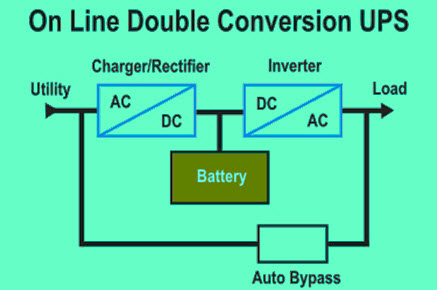 On Line Double Conversion UPS
Charger/Rectifier
Inverter
Utility
Load
AC
DC
DC
AC
Battery
Auto Bypass